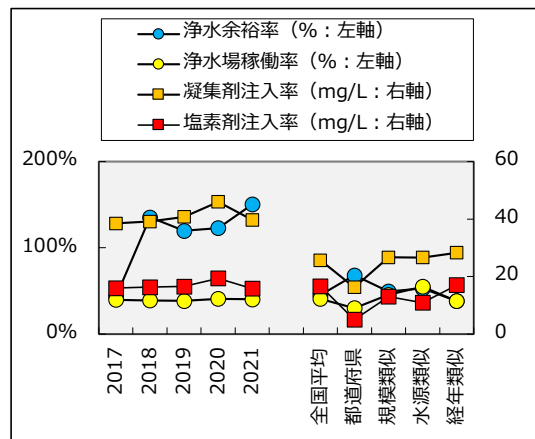 浄水余裕率（%：左軸）
浄水場稼働率（%：左軸）
凝集剤注入率（mg/L：右軸）
塩素剤注入率（mg/L：右軸）
200%
100%
0%
60
40
20
0
2017
2018
2019
2020
2021
全国平均
都道府県
規模類似
水源類似
経年類似